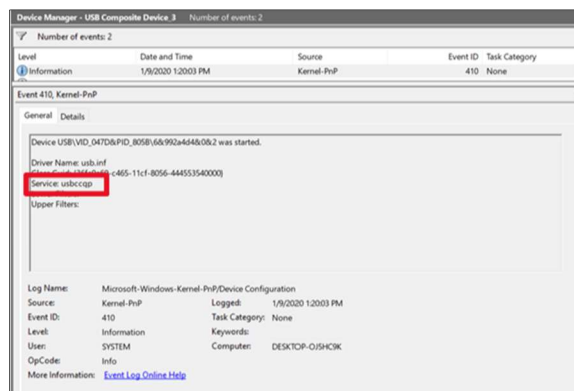 Device Manager - USB Composite Device_3 Number of events: 2
Number of events: 2
Level Date and Time Source Event ID Task Category
Information 1/9/2020 1:20:03 PM Kernel-PnP 410 None
Event 410, Kernel-PnP
General Details
Device USB\VID_047D&PID_805B\6&992a4d4&0&2 was started.
Driver Name: usb.inf
-c465-11cf-8056-444553540000}
Service: usbccgp
Upper Filters:
Log Name: Microsoft-Windows-Kernel-PnP/Device Configuration
Source: Kernel-PnP Logged: 1/9/2020 1:20:03 PM
Event ID: 410 Task Category: None
Level: Information Keywords:
User: SYSTEM Computer: DESKTOP-OJSHC9K
OpCode: Info
More Information: Event Log Online Help